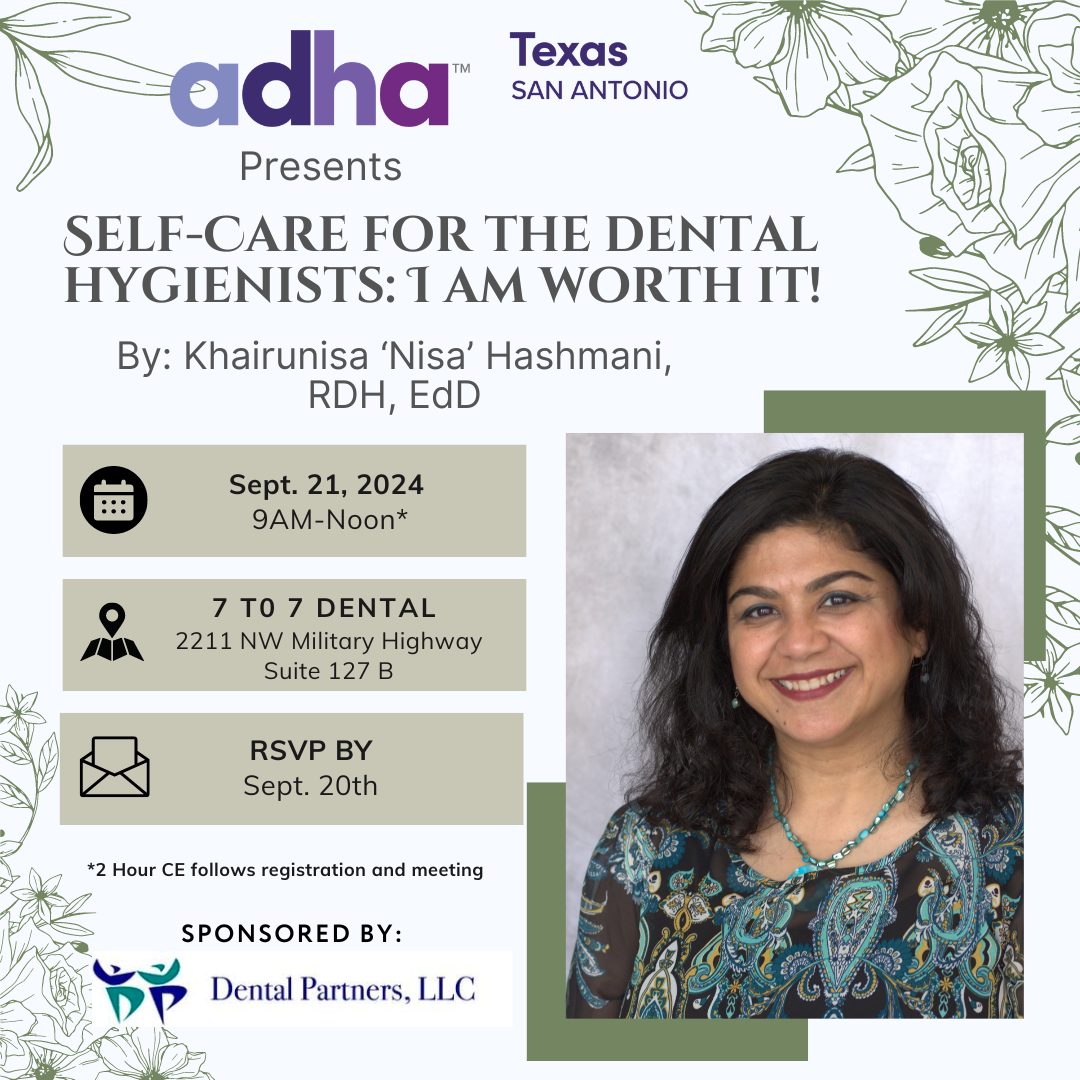 adha™
Texas
SAN ANTONIO
Presents
SELF-CARE FOR THE DENTAL
HYGIENISTS: I AM WORTH IT!
By: Khairunisa ‘Nisa’ Hashmani,
RDH, EdD
Sept. 21, 2024
9AM-Noon*
7 T0 7 DENTAL
2211 NW Military Highway
Suite 127 B
RSVP BY
Sept. 20th
*2 Hour CE follows registration and meeting
SPONSORED BY:
Dental Partners, LLC